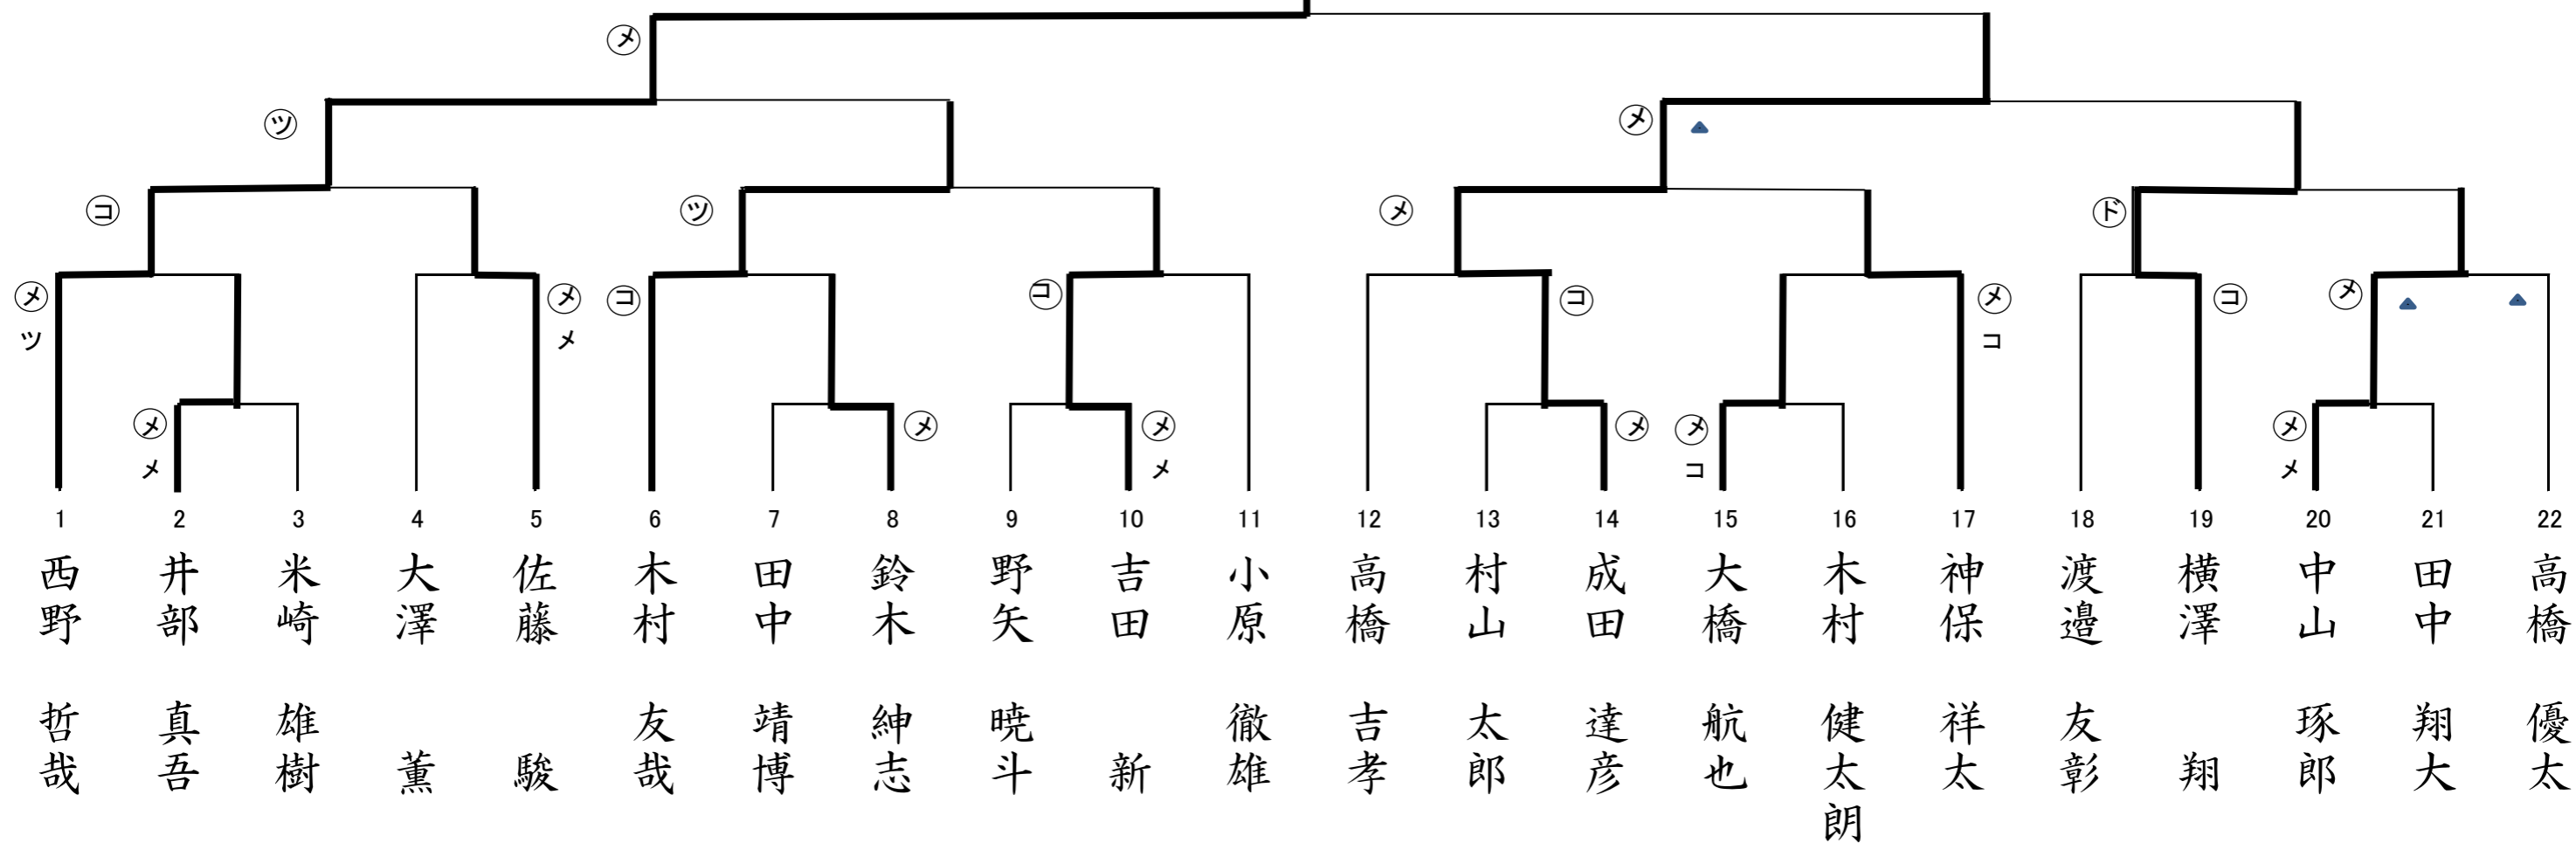 ㋱
㋡ ㋱
㋙ ㋡ ㋱ ㋣゙
㋱ ㋱ ㋙ ㋙ ㋙ ㋱ ㋙ ㋱
ツ メ コ
㋱ ㋱ ㋱ ㋱ ㋱ ㋱
メ メ コ メ
1 2 3 4 5 6 7 8 9 10 11 12 13 14 15 16 17 18 19 20 21 22
西野 哲哉
井部 真吾
米崎 雄樹
大澤 薫
佐藤 駿
木村 友哉
田中 靖博
鈴木 紳志
野矢 暁斗
吉田 新
小原 徹雄
高橋 吉孝
村山 太郎
成田 達彦
大橋 航也
木村 健太朗
神保 祥太
渡邉 友彰
横澤 翔
中山 琢郎
田中 翔大
高橋 優太